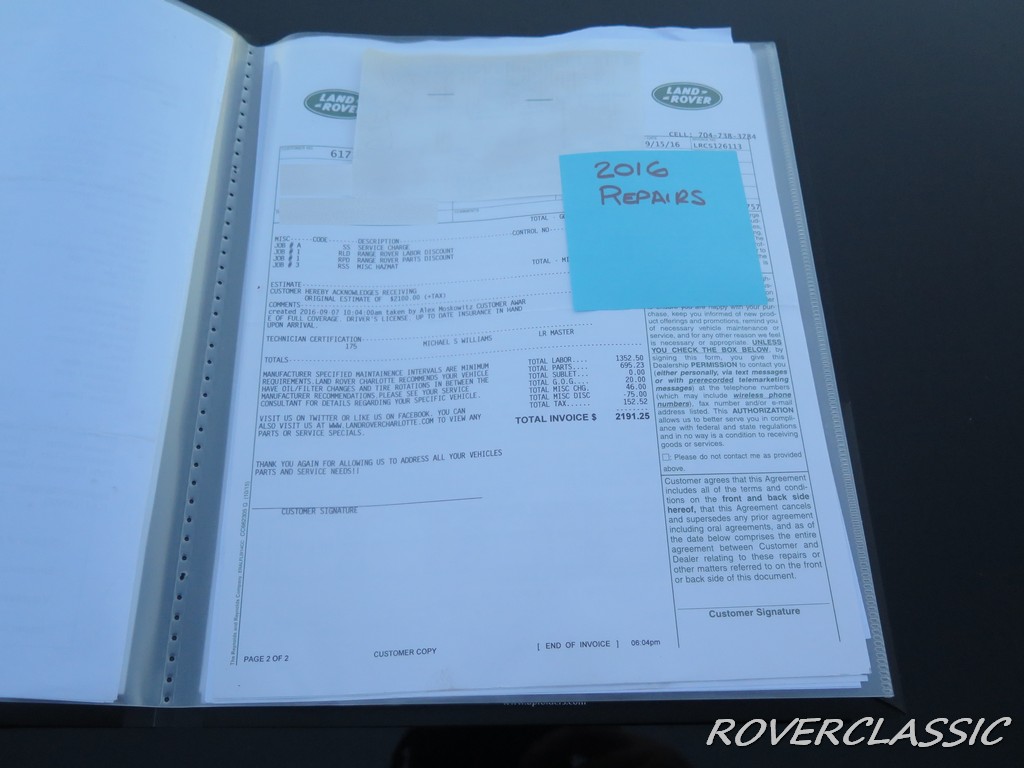 LAND
ROVER
LAND
ROVER
CELL: 704-238-3784
9/15/16 LRCS126113
617
2016
REPAIRS
MISC------CODE--------DESCRIPTION
CONTROL NO
JOB # A SS SERVICE CHARGE
JOB # 1 RLD RANGE ROVER LABOR DISCOUNT
JOB # 1 RPD RANGE ROVER PARTS DISCOUNT
JOB # 3 RSS MISC HAZMAT
TOTAL - MI
ESTIMATE
CUSTOMER HEREBY ACKNOWLEDGES RECEIVING
ORIGINAL ESTIMATE OF $2180.00 (+TAX)
COMMENTS
created 2016-09-07 10:04:00am taken by Alex Moskowitz CUSTOMER AWAR
E OF FULL COVERAGE. DRIVER'S LICENSE. UP TO DATE INSURANCE IN HAND
UPON ARRIVAL.
TECHNICIAN CERTIFICATION
175 MICHAEL S WILLIAMS LR MASTER
TOTALS
MANUFACTURER SPECIFIED MAINTAINENCE INTERVALS ARE MINIMUM
REQUIREMENTS.LAND ROVER CHARLOTTE RECOMMENDS YOUR VEHICLE
HAVE OIL/FILTER CHANGES AND TIRE ROTATIONS IN BETWEEN THE
MANUFACTURER RECOMMENDATIONS.PLEASE SEE YOUR SERVICE
CONSULTANT FOR DETAILS REGARDING YOUR SPECIFIC VEHICLE.
VISIT US ON TWITTER OR LIKE US ON FACEBOOK. YOU CAN
ALSO VISIT US AT WWW.LANDROVERCHARLOTTE.COM TO VIEW ANY
PARTS OR SERVICE SPECIALS.
TOTAL LABOR.... 1352.50
TOTAL PARTS.... 695.23
TOTAL SUBLET... 0.00
TOTAL G.O.G.... 20.00
TOTAL MISC CHG. 46.00
TOTAL MISC DISC -75.00
TOTAL TAX...... 152.52
TOTAL INVOICE $ 2191.25
THANK YOU AGAIN FOR ALLOWING US TO ADDRESS ALL YOUR VEHICLES
PARTS AND SERVICE NEEDS!!
CUSTOMER SIGNATURE
PAGE 2 OF 2
CUSTOMER COPY
[ END OF INVOICE ] 06:04pm
chase, keep you informed of new prod-
uct offerings and promotions, remind you
of necessary vehicle maintenance or
service, and for any other reason we feel
is necessary or appropriate. UNLESS
YOU CHECK THE BOX BELOW, by
signing this form, you give this
Dealership PERMISSION to contact you
(either personally, via text messages
or with prerecorded telemarketing
messages) at the telephone numbers
(which may include wireless phone
numbers), fax number and/or e-mail
address listed. This AUTHORIZATION
allows us to better serve you in compli-
ance with federal and state regulations
and in no way is a condition to receiving
goods or services.
Please do not contact me as provided
above.
Customer agrees that this Agreement
includes all of the terms and condi-
tions on the front and back side
hereof, that this Agreement cancels
and supersedes any prior agreement
including oral agreements, and as of
the date below comprises the entire
agreement between Customer and
Dealer relating to these repairs or
other matters referred to on the front
or back side of this document.
Customer Signature
ROVERCLASSIC